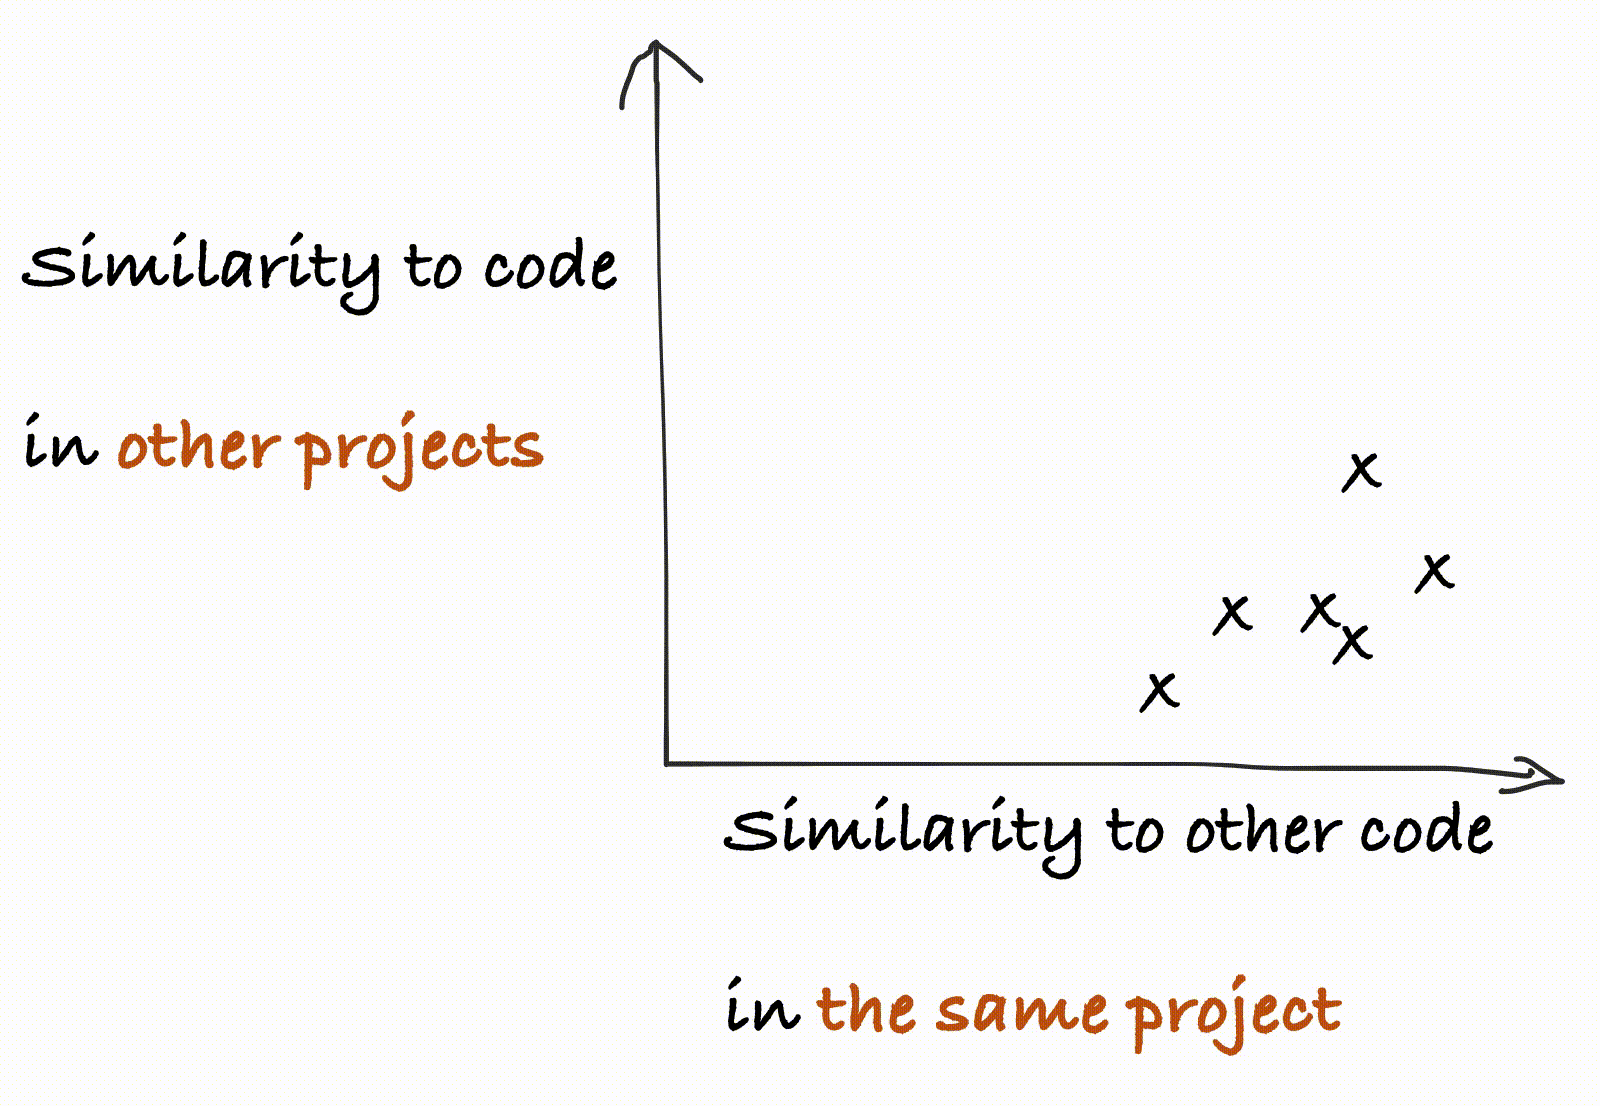 Similarity to code
in other projects
x
x
x
x
x
x
Similarity to other code
in the same project